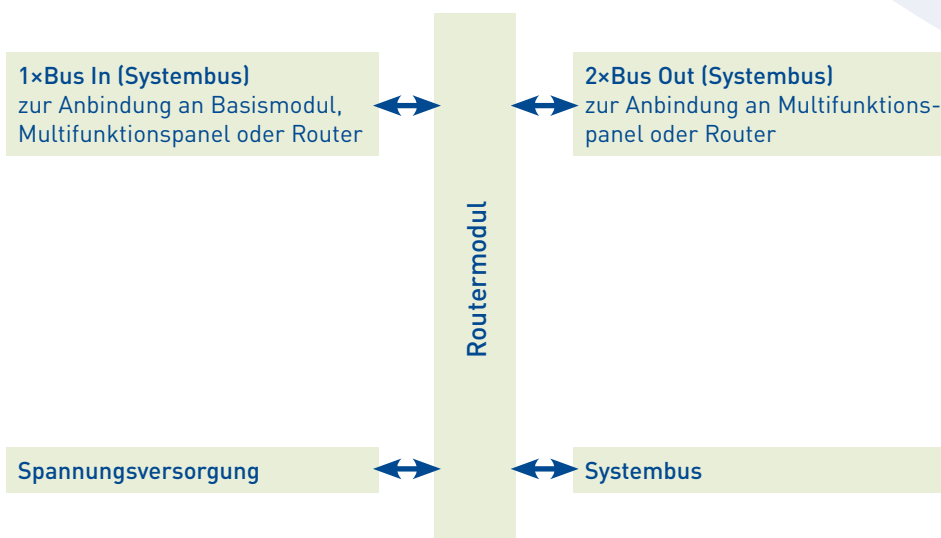 1×Bus In (Systembus)
zur Anbindung an Basismodul,
Multifunktionspanel oder Router
2×Bus Out (Systembus)
zur Anbindung an Multifunktions-
panel oder Router
Routermodul
Spannungsversorgung
Systembus